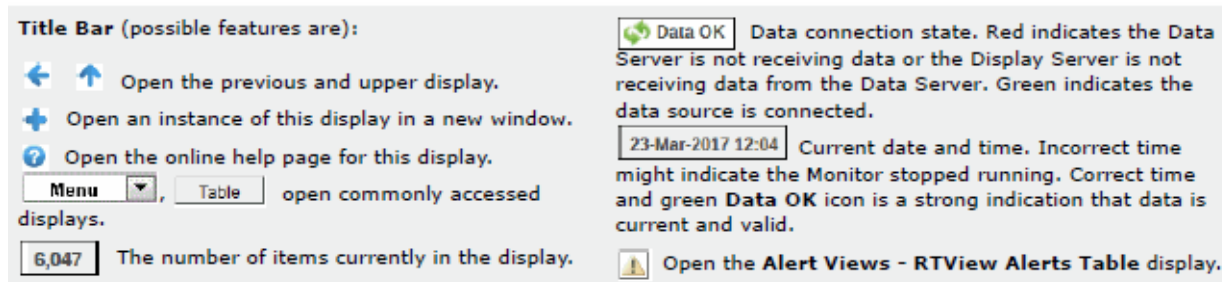 Title Bar (possible features are):
Open the previous and upper display.
Open an instance of this display in a new window.
? Open the online help page for this display.
Menu , Table open commonly accessed
displays.
6,047 The number of items currently in the display.
Data OK Data connection state. Red indicates the Data
Server is not receiving data or the Display Server is not
receiving data from the Data Server. Green indicates the
data source is connected.
23-Mar-2017 12:04 Current date and time. Incorrect time
might indicate the Monitor stopped running. Correct time
and green Data OK icon is a strong indication that data is
current and valid.
Open the Alert Views - RTView Alerts Table display.